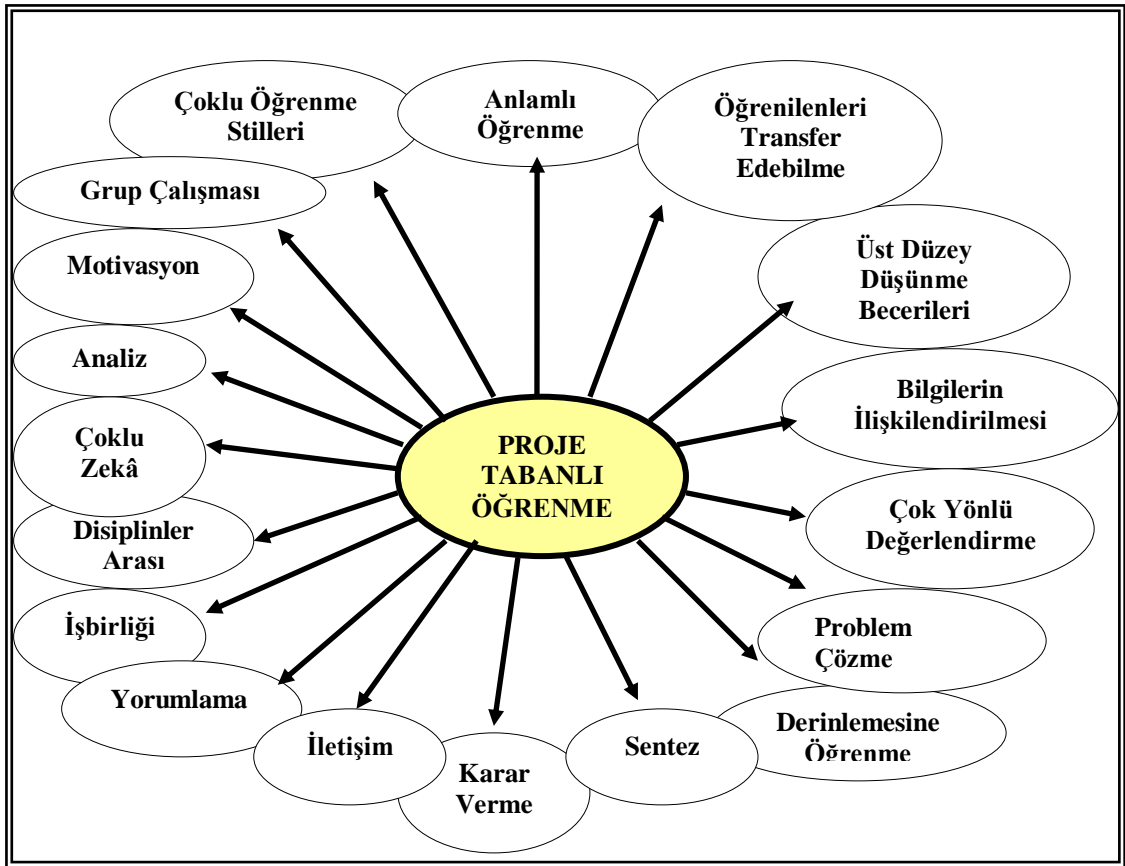 Çoklu Öğrenme
Stilleri
Anlamlı
Öğrenme
Öğrenilenleri
Transfer
Edebilme
Grup Çalışması
Üst Düzey
Düşünme
Becerileri
Motivasyon
Analiz
Bilgilerin
İlişkilendirilmesi
Çoklu
Zekâ
PROJE
TABANLI
ÖĞRENME
Çok Yönlü
Değerlendirme
Disiplinler
Arası
İşbirliği
Problem
Çözme
Yorumlama
Derinlemesine
Öğrenme
İletişim
Sentez
Karar
Verme